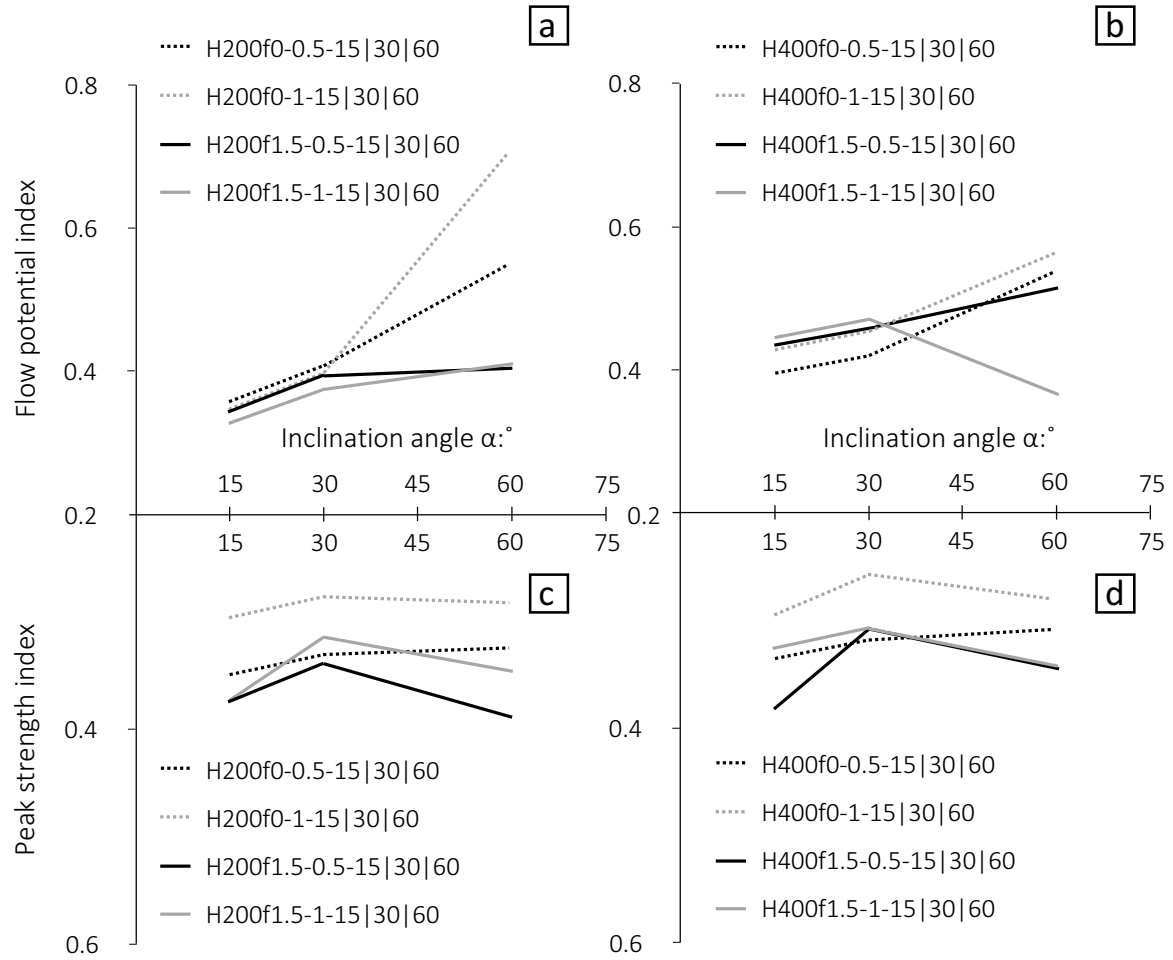 a
H200f0-0.5-15|30|60
H200f0-1-15|30|60
H200f1.5-0.5-15|30|60
H200f1.5-1-15|30|60
0.8
0.6
0.4
0.2
Flow potential index
Inclination angle α:°
15 30 45 60 75
b
H400f0-0.5-15|30|60
H400f0-1-15|30|60
H400f1.5-0.5-15|30|60
H400f1.5-1-15|30|60
0.8
0.6
0.4
0.2
Inclination angle α:°
15 30 45 60 75
15 30 45 60 75
c
Peak strength index
0.4
0.6
H200f0-0.5-15|30|60
H200f0-1-15|30|60
H200f1.5-0.5-15|30|60
H200f1.5-1-15|30|60
15 30 45 60 75
d
0.4
0.6
H400f0-0.5-15|30|60
H400f0-1-15|30|60
H400f1.5-0.5-15|30|60
H400f1.5-1-15|30|60